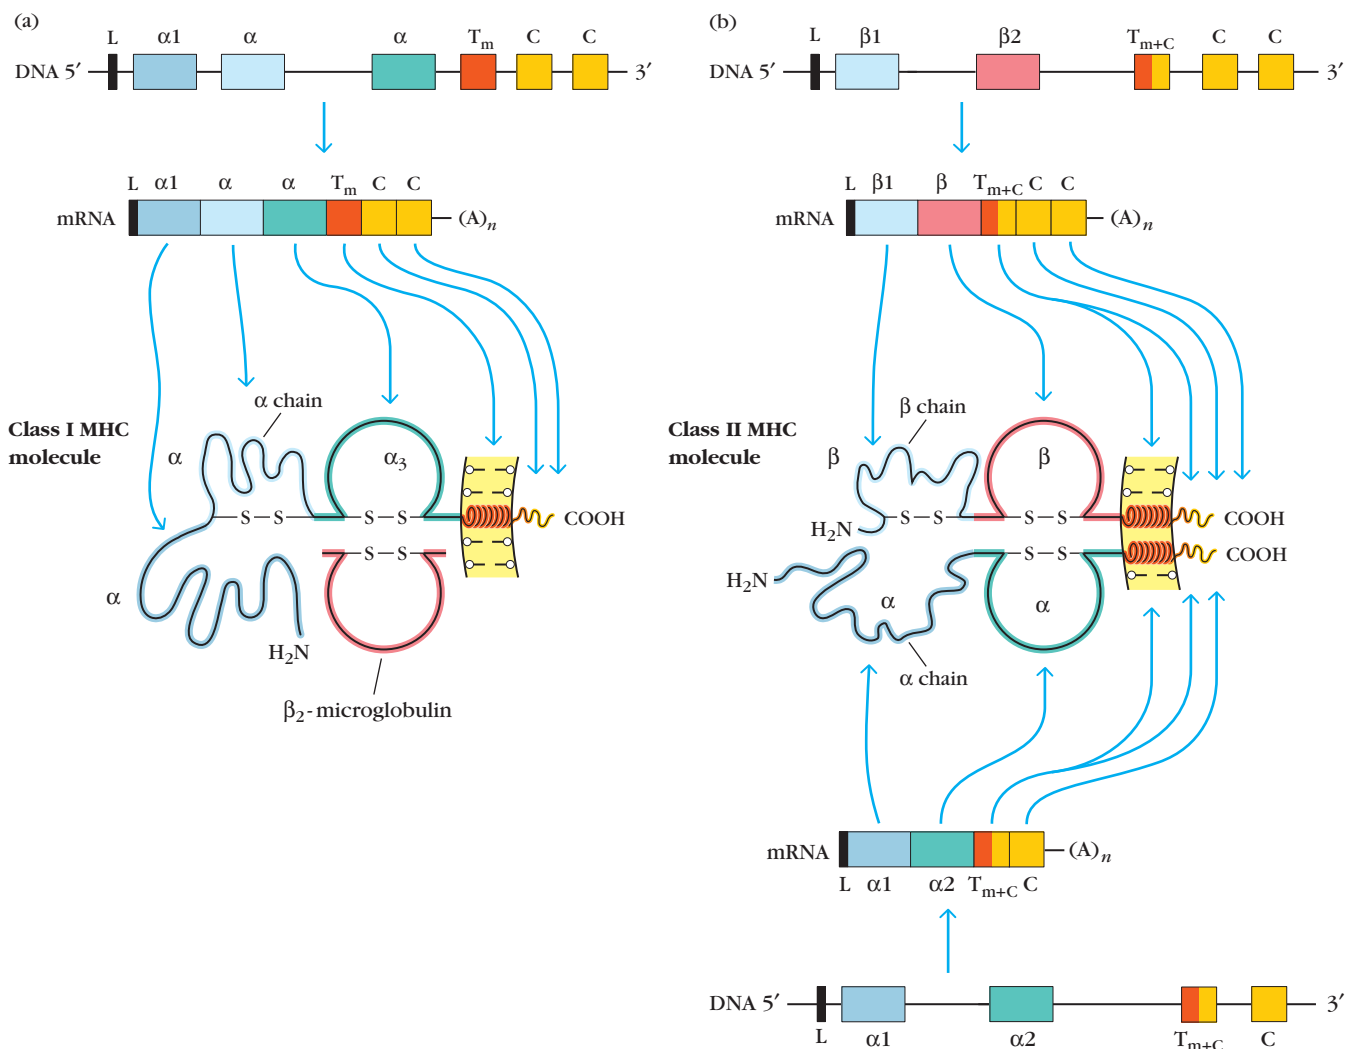 (a)
L α1 α α Tm C C
DNA 5′ 3′
L α1 α α Tm C C
mRNA (A)n
α chain
Class I MHC
molecule
α
α3
S S S S
COOH
S S
α
H2N
β2-microglobulin
(b)
L β1 β2 Tm+C C C
DNA 5′ 3′
L β1 β Tm+C C C
mRNA (A)n
β chain
Class II MHC
molecule
β
β
S S S S
COOH
H2N
S S
COOH
H2N
α
α
α chain
mRNA (A)n
L α1 α2 Tm+C C
DNA 5′ 3′
L α1 α2 Tm+C C